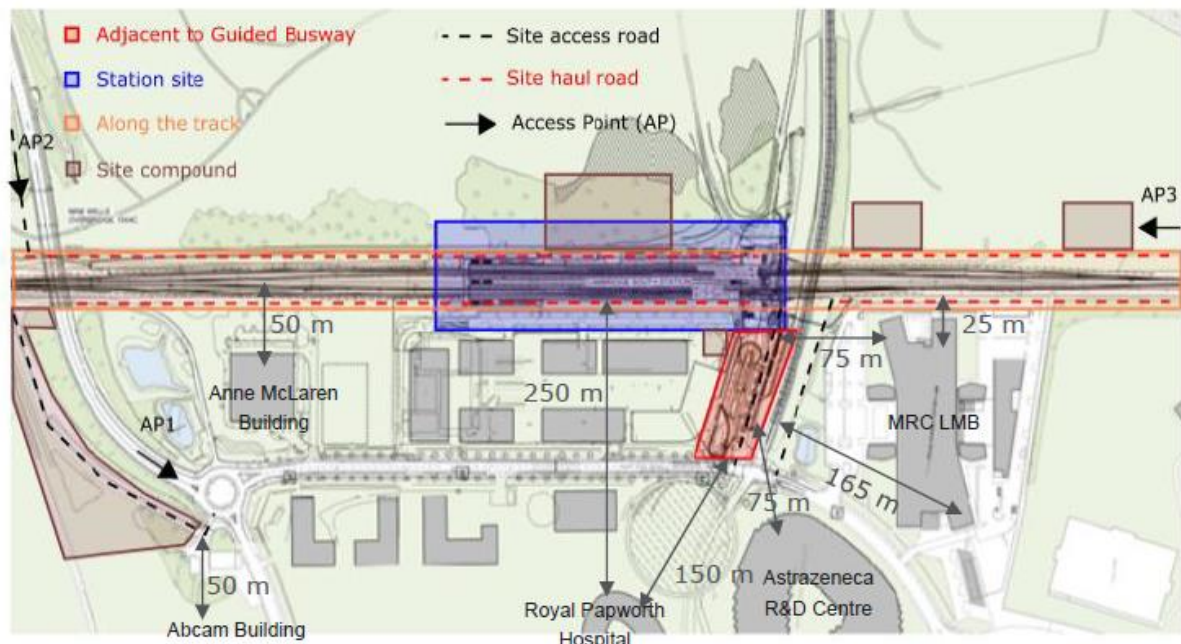 Adjacent to Guided Busway
Station site
Along the track
Site compound
Site access road
Site haul road
Access Point (AP)
AP2
AP3
50 m
25 m
75 m
250 m
Anne McLaren
Building
MRC LMB
AP1
165 m
75 m
50 m
150 m
Astrazeneca
R&D Centre
Royal Papworth
Hospital
Abcam Building